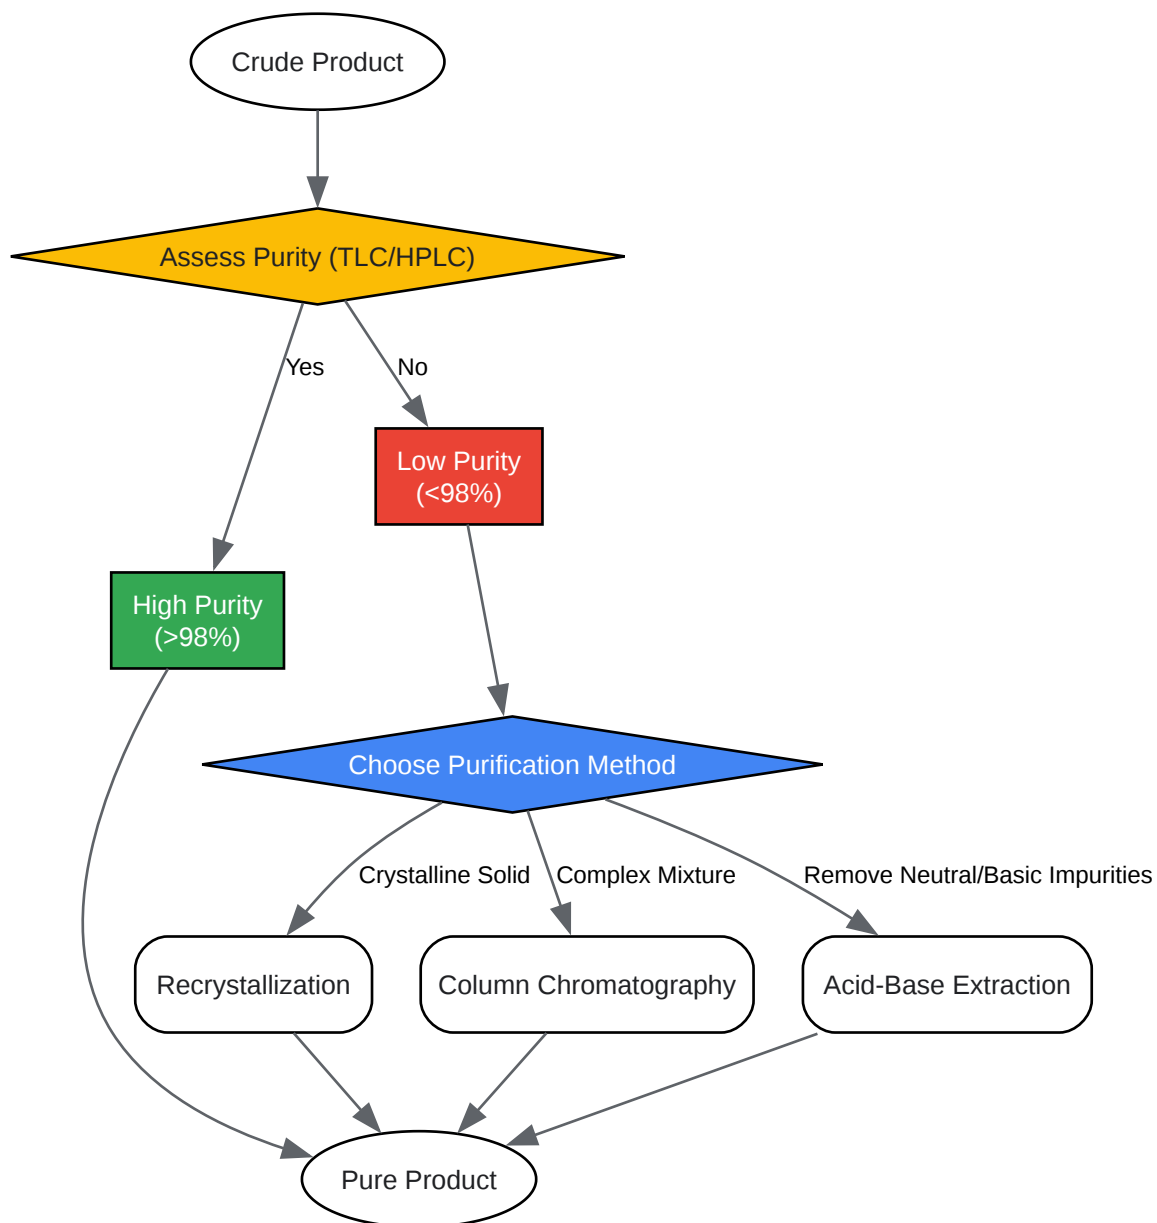 Crude Product
Assess Purity (TLC/HPLC)
Yes
No
Low Purity
(<98%)
High Purity
(>98%)
Choose Purification Method
Crystalline Solid
Complex Mixture
Remove Neutral/Basic Impurities
Recrystallization
Column Chromatography
Acid-Base Extraction
Pure Product